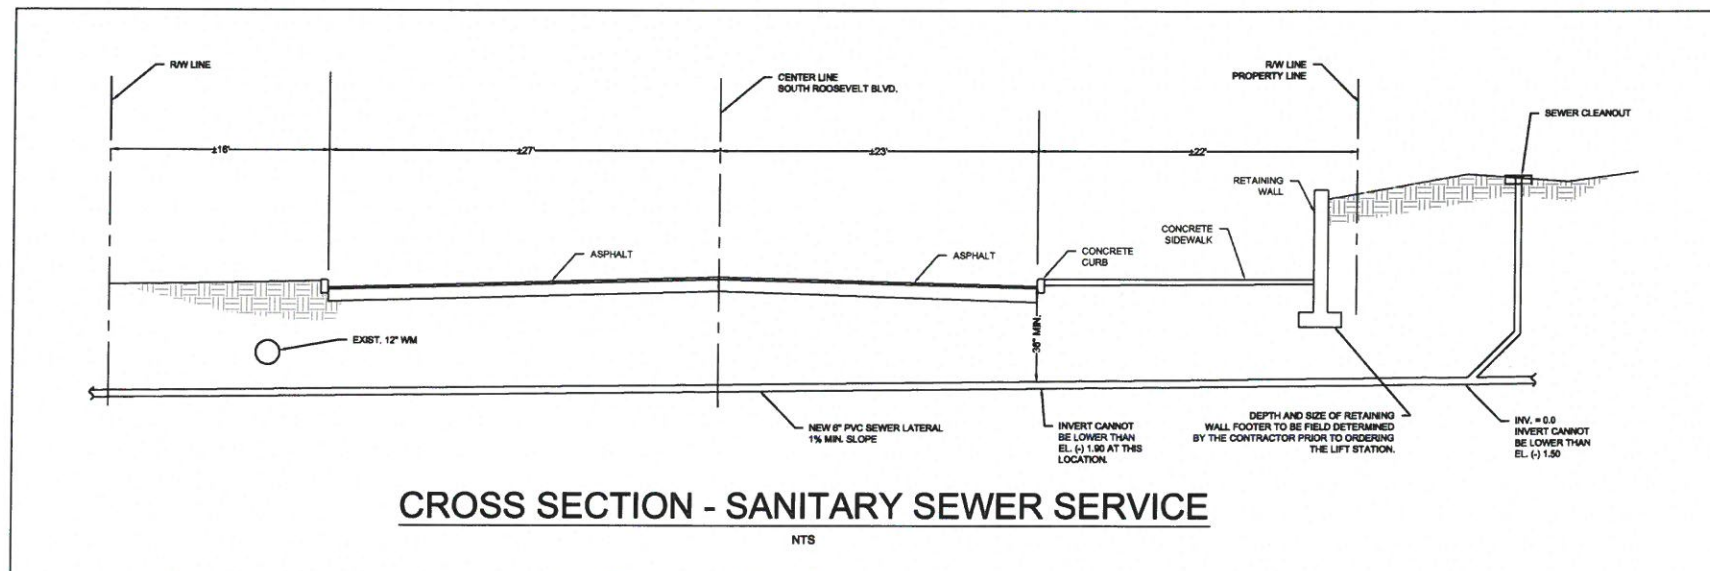 R/W LINE
CENTER LINE
SOUTH ROOSEVELT BLVD.
R/W LINE
PROPERTY LINE
SEWER CLEANOUT
±16'
±27'
±23'
±22'
RETAINING
WALL
CONCRETE
SIDEWALK
ASPHALT
ASPHALT
CONCRETE
CURB
EXIST. 12" WM
36" MIN.
NEW 6" PVC SEWER LATERAL
1% MIN. SLOPE
INVERT CANNOT
BE LOWER THAN
EL. (-) 1.90 AT THIS
LOCATION.
DEPTH AND SIZE OF RETAINING
WALL FOOTER TO BE FIELD DETERMINED
BY THE CONTRACTOR PRIOR TO ORDERING
THE LIFT STATION.
INV. = 0.0
INVERT CANNOT
BE LOWER THAN
EL. (-) 1.50
CROSS SECTION - SANITARY SEWER SERVICE
NTS